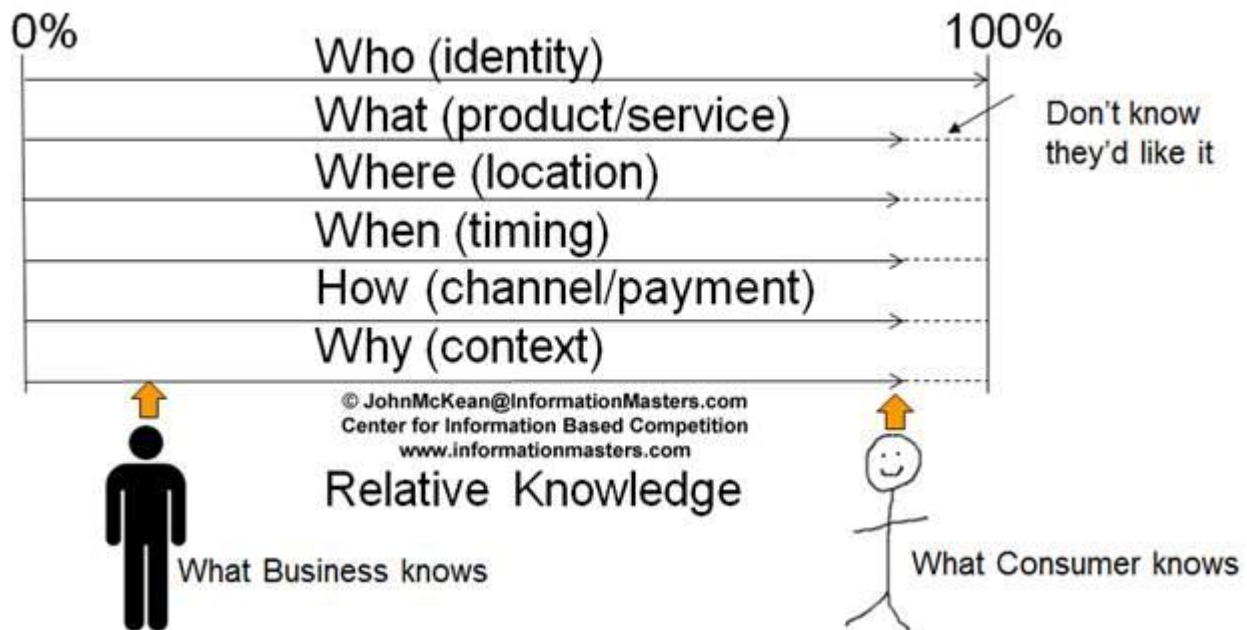 0%
100%
Who (identity)
What (product/service)
Don't know
they'd like it
Where (location)
When (timing)
How (channel/payment)
Why (context)
© JohnMcKean@InformationMasters.com
Center for Information Based Competition
www.informationmasters.com
Relative Knowledge
What Business knows
What Consumer knows